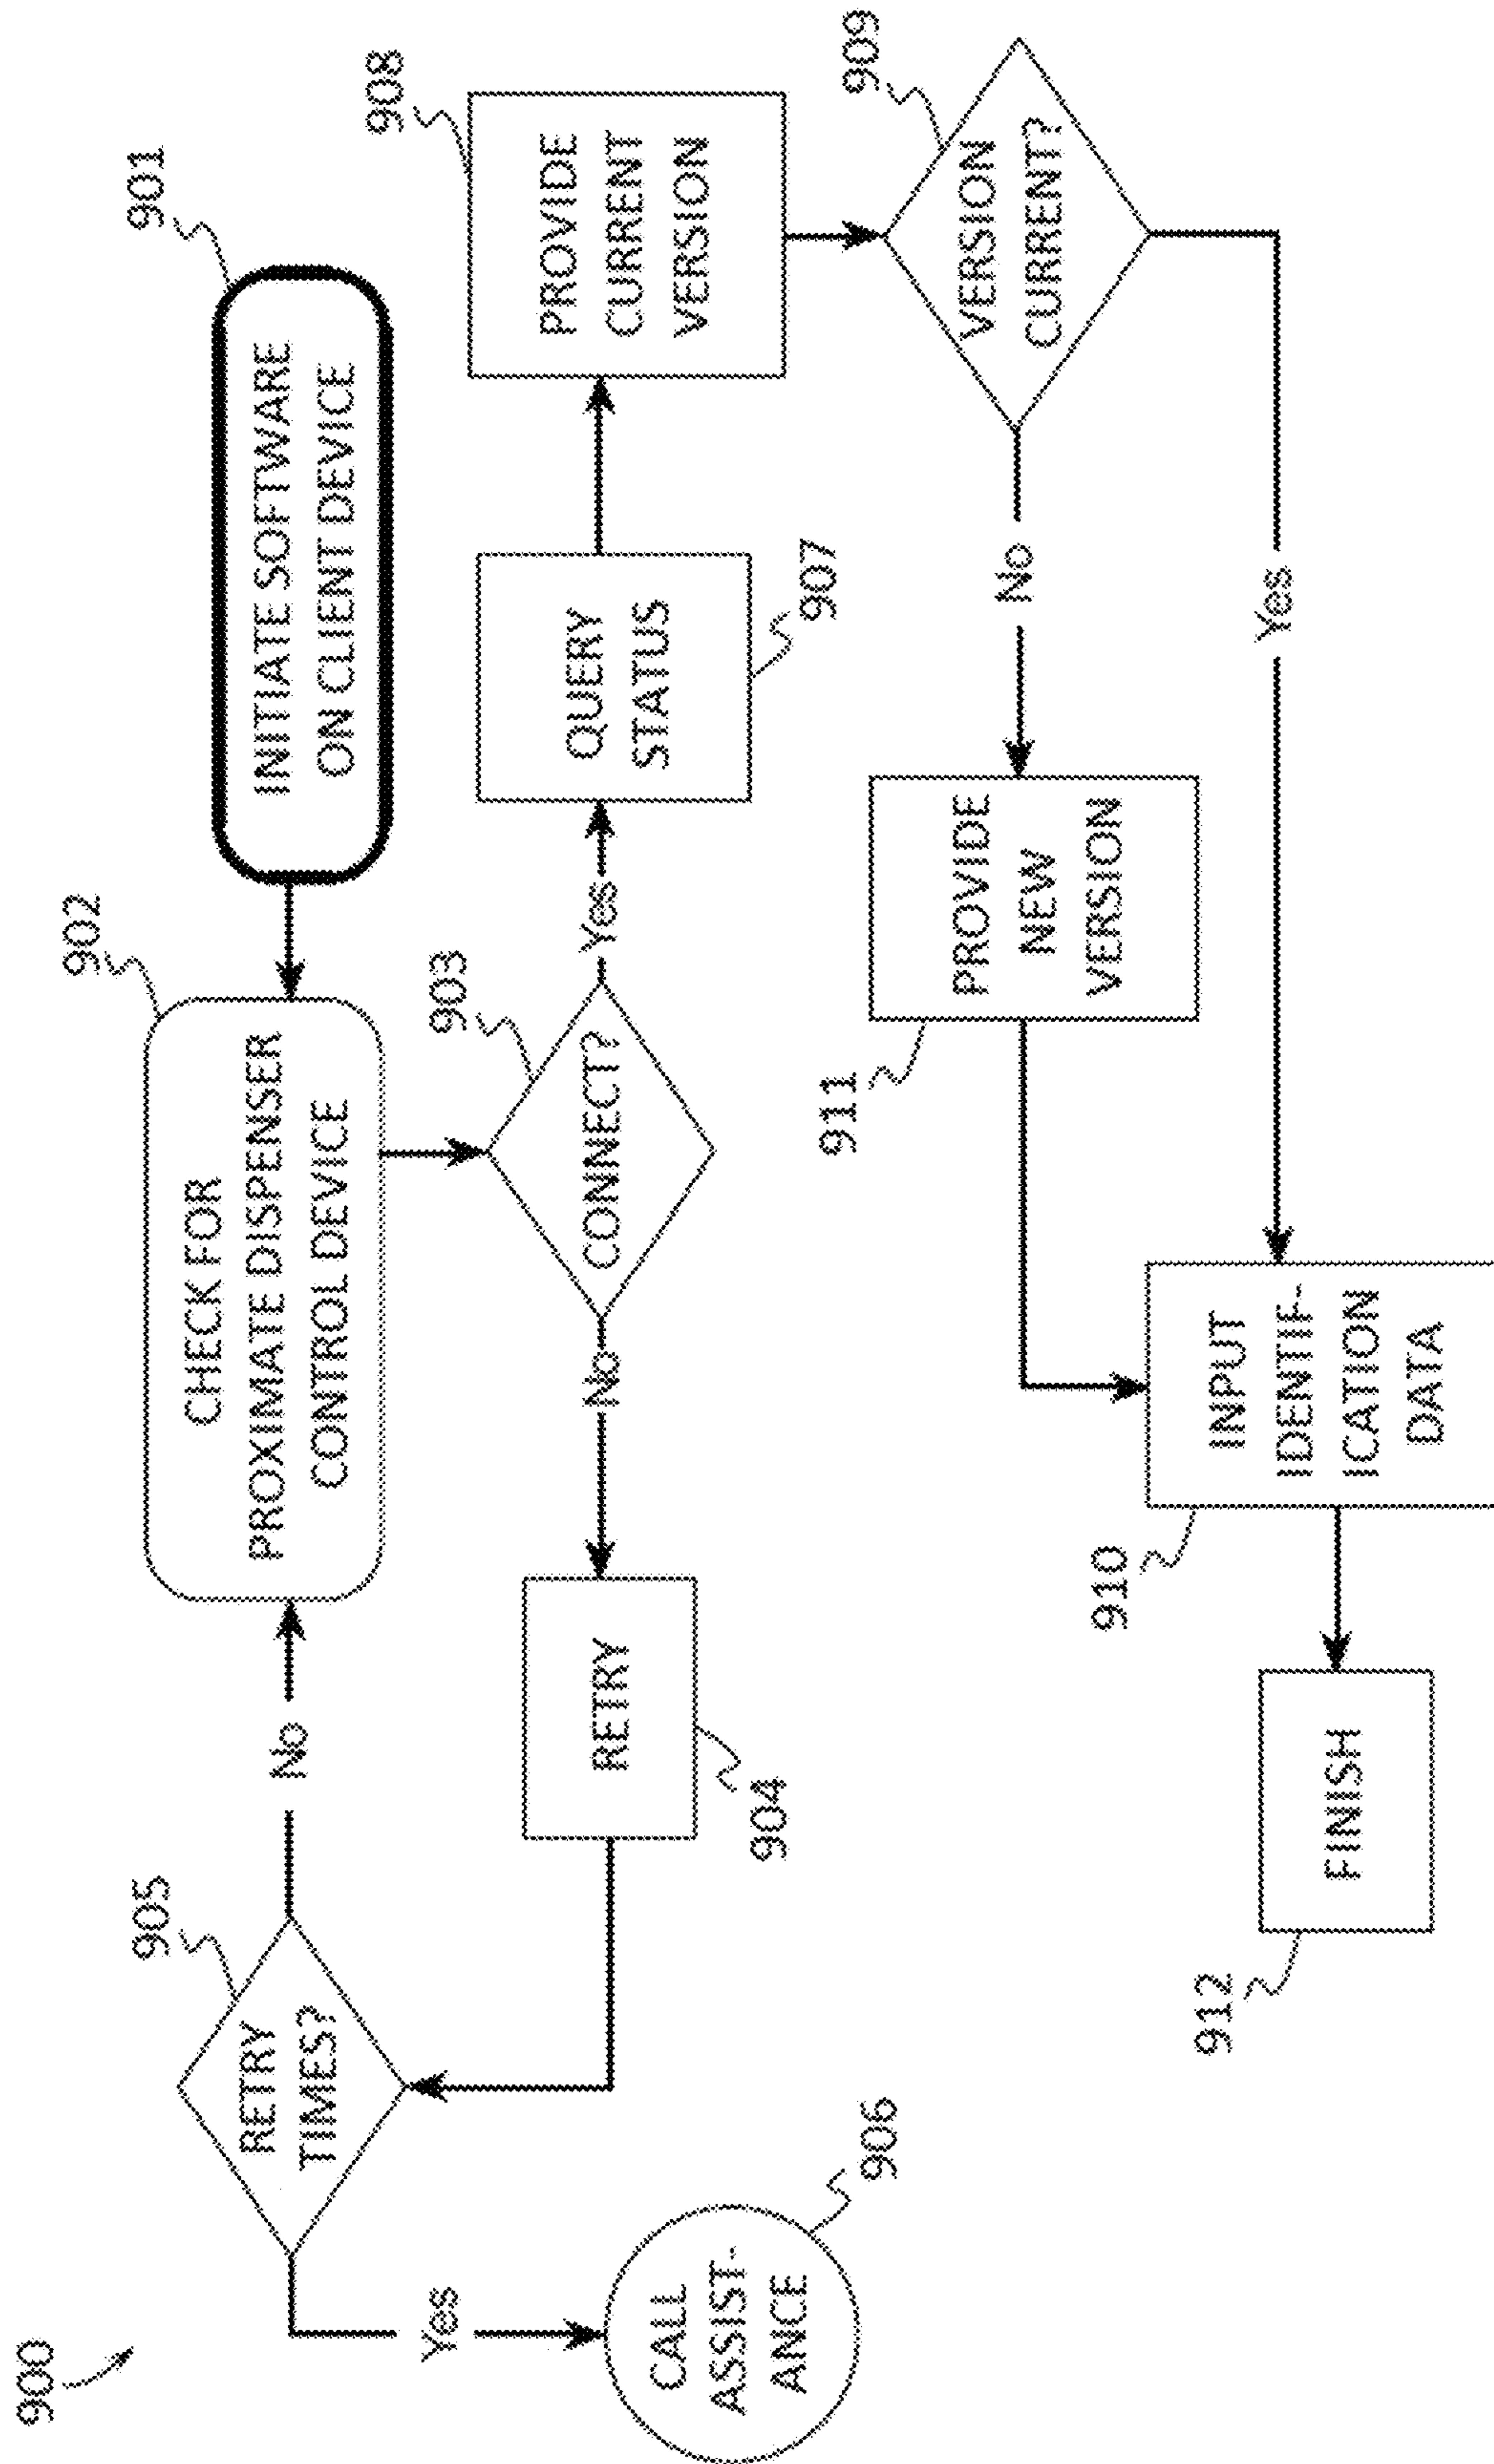 900
901
INITIATE SOFTWARE
ON CLIENT DEVICE
902
CHECK FOR
PROXIMATE DISPENSER
CONTROL DEVICE
903
CONNECT?
No
Yes
904
RETRY
905
RETRY
TIMES?
No
Yes
906
CALL
ASSIST-
ANCE
907
QUERY
STATUS
908
PROVIDE
CURRENT
VERSION
909
VERSION
CURRENT?
No
Yes
911
PROVIDE
NEW
VERSION
910
INPUT
IDENTIF-
ICATION
DATA
912
FINISH